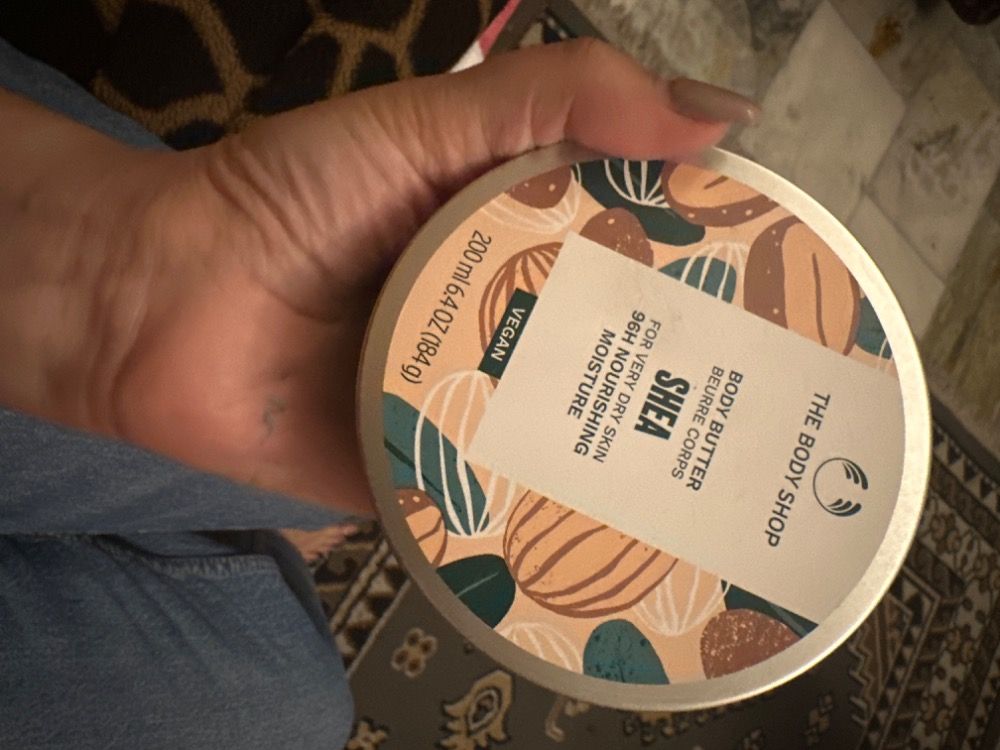 THE BODY SHOP
BODY BUTTER
BEURRE CORPS
SHEA
FOR VERY DRY SKIN
96H NOURISHING
MOISTURE
VEGAN
200 ml 6.4 OZ (184g)